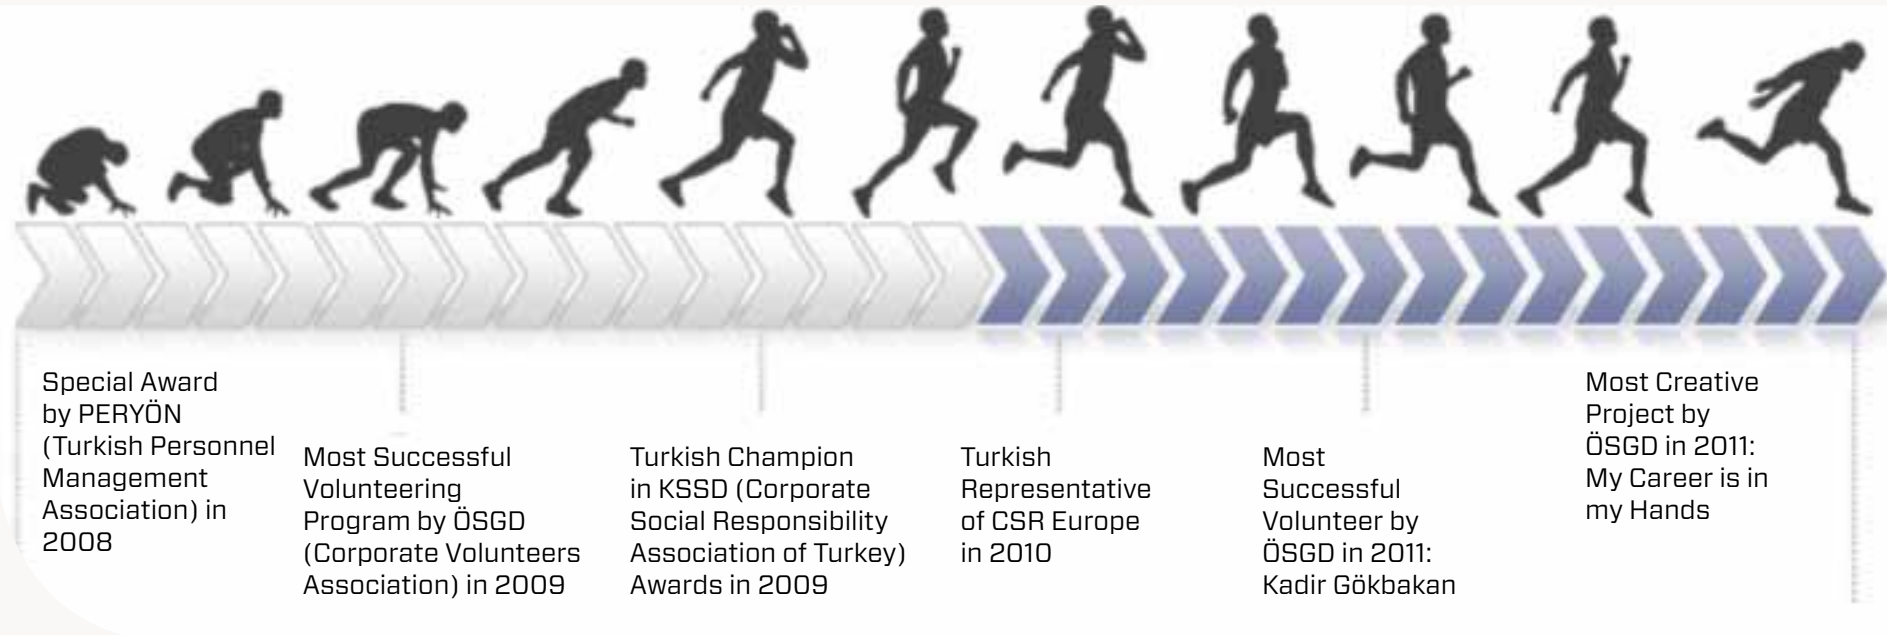 Special Award
by PERYÖN
(Turkish Personnel
Management
Association) in
2008
Most Successful
Volunteering
Program by ÖSGD
(Corporate Volunteers
Association) in 2009
Turkish Champion
in KSSD (Corporate
Social Responsibility
Association of Turkey)
Awards in 2009
Turkish
Representative
of CSR Europe
in 2010
Most
Successful
Volunteer by
ÖSGD in 2011:
Kadir Gökbakan
Most Creative
Project by
ÖSGD in 2011:
My Career is in
my Hands